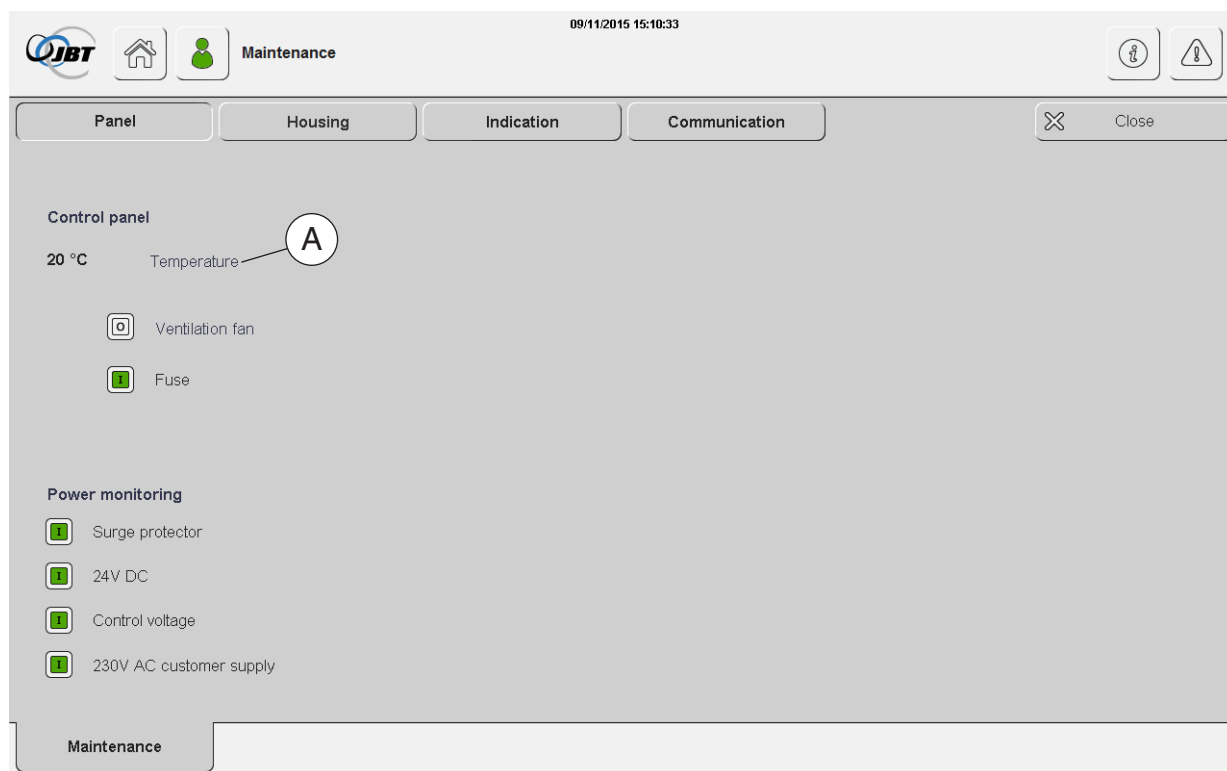 09/11/2015 15:10:33
JBT
Maintenance
Panel
Housing
Indication
Communication
Close
Control panel
A
20 °C Temperature
O Ventilation fan
I Fuse
Power monitoring
I Surge protector
I 24V DC
I Control voltage
I 230V AC customer supply
Maintenance